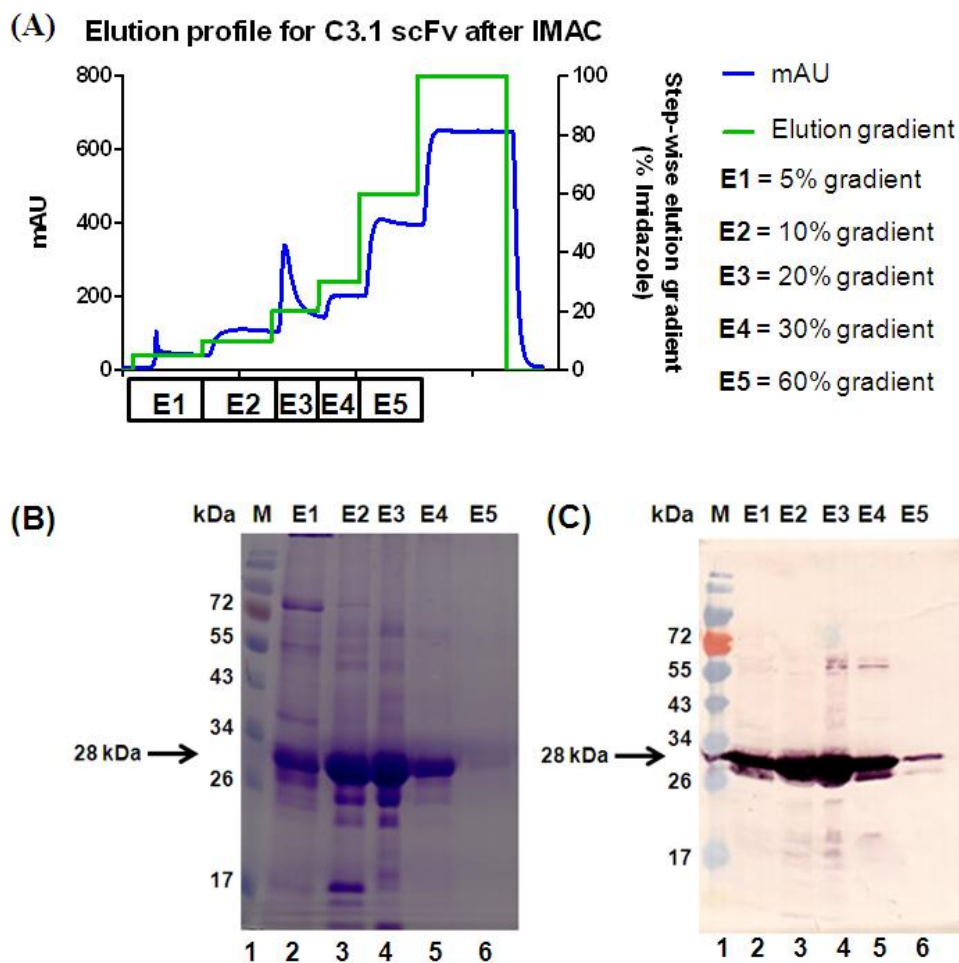 (A) Elution profile for C3.1 scFv after IMAC
800
600
400
200
0
mAU
100
80
60
40
20
0
Step-wise elution gradient
(% Imidazole)
mAU
Elution gradient
E1 = 5% gradient
E2 = 10% gradient
E3 = 20% gradient
E4 = 30% gradient
E5 = 60% gradient
E1 E2 E3 E4 E5
(B) kDa M E1 E2 E3 E4 E5
72
55
43
34
28 kDa
26
17
1 2 3 4 5 6
(C) kDa M E1 E2 E3 E4 E5
72
55
43
34
28 kDa
26
17
1 2 3 4 5 6